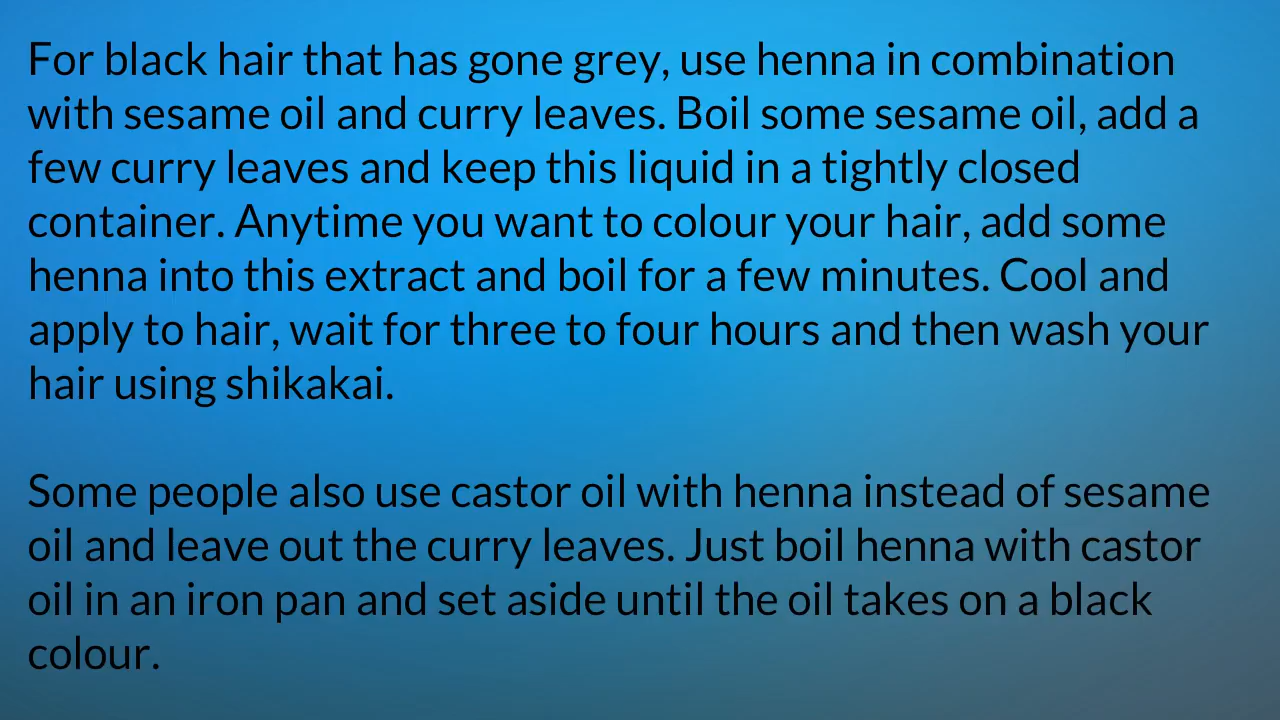 For black hair that has gone grey, use henna in combination
with sesame oil and curry leaves. Boil some sesame oil, add a
few curry leaves and keep this liquid in a tightly closed
container. Anytime you want to colour your hair, add some
henna into this extract and boil for a few minutes. Cool and
apply to hair, wait for three to four hours and then wash your
hair using shikakai.
Some people also use castor oil with henna instead of sesame
oil and leave out the curry leaves. Just boil henna with castor
oil in an iron pan and set aside until the oil takes on a black
colour.